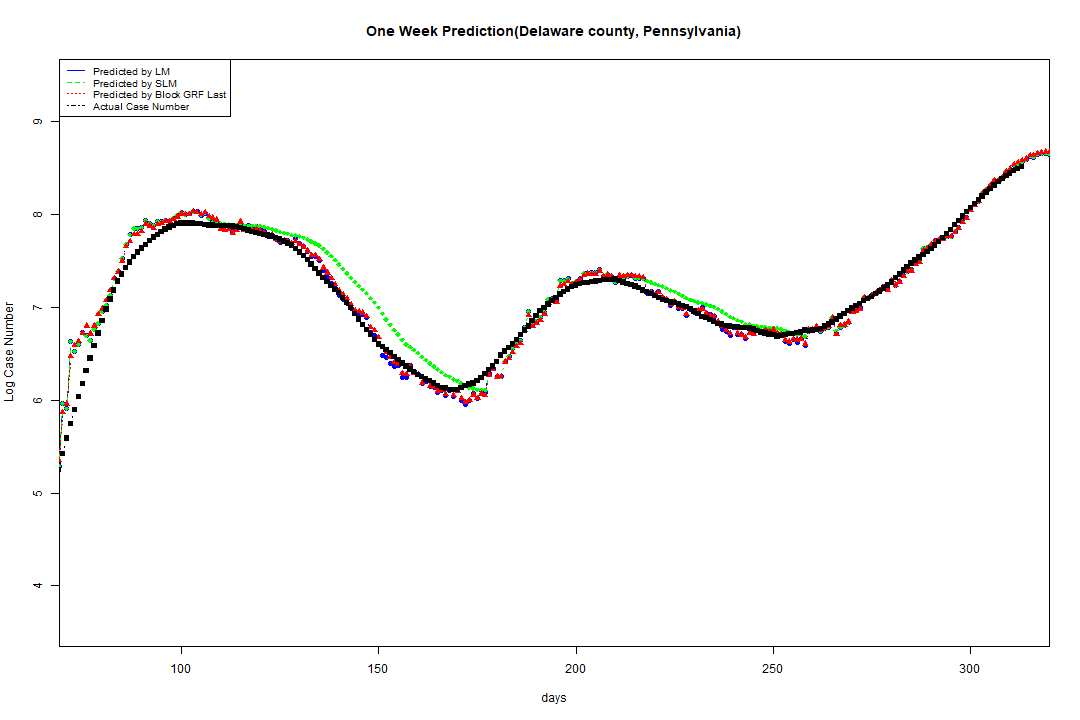 One Week Prediction(Delaware county, Pennsylvania)
Predicted by LM
Predicted by SLM
Predicted by Block GRF Last
Actual Case Number
Log Case Number
9
8
7
6
5
4
100 150 200 250 300
days